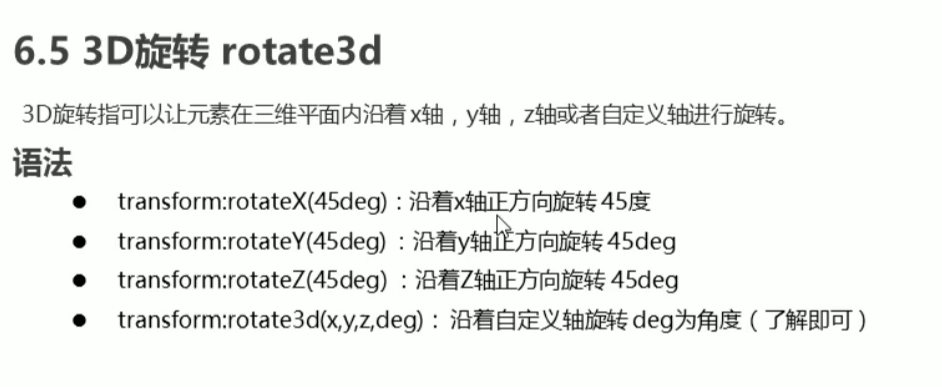 6.5 3D旋转 rotate3d
3D旋转指可以让元素在三维平面内沿着 x轴，y轴，z轴或者自定义轴进行旋转。
语法
● transform:rotateX(45deg)：沿着x轴正方向旋转 45度
● transform:rotateY(45deg) ：沿着y轴正方向旋转 45deg
● transform:rotateZ(45deg) ：沿着Z轴正方向旋转 45deg
● transform:rotate3d(x,y,z,deg)： 沿着自定义轴旋转 deg为角度（了解即可）